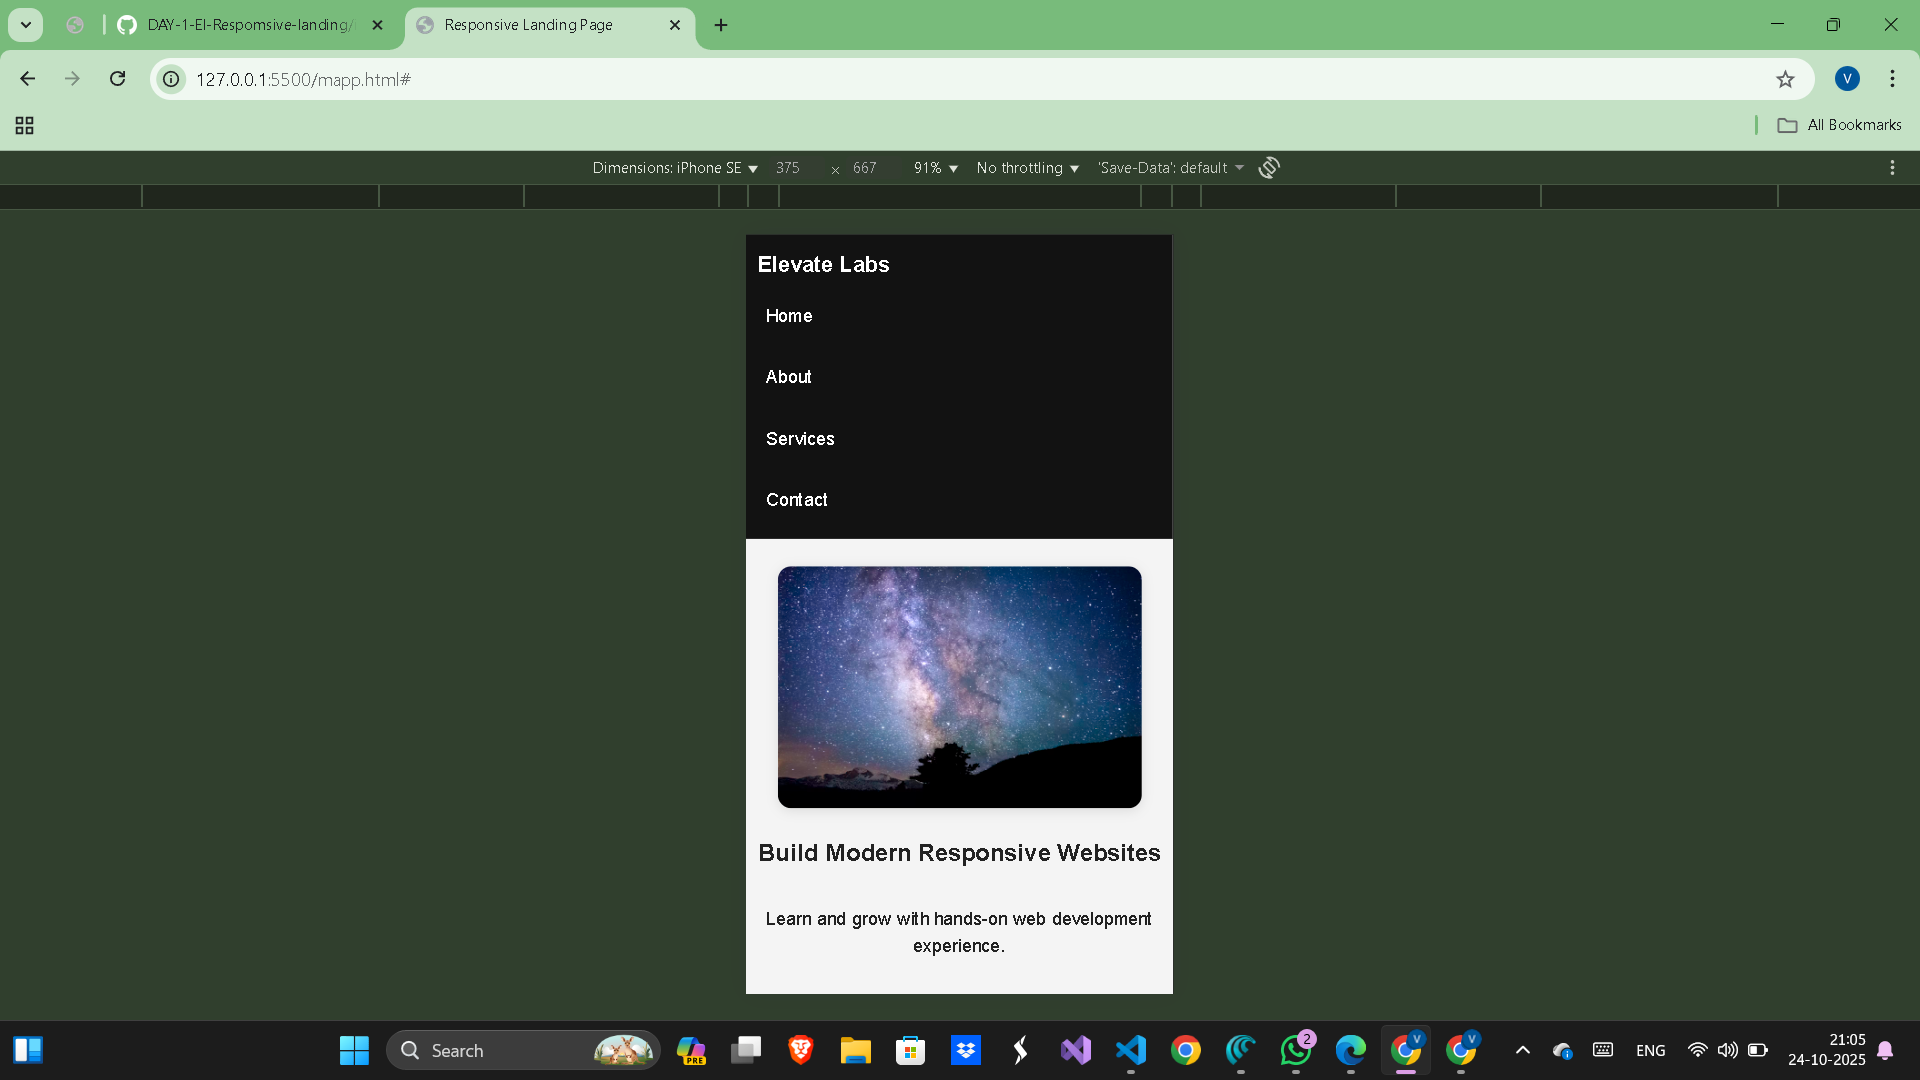 DAY-1-El-Respomsive-landing/
Responsive Landing Page
127.0.0.1:5500/mapp.html#
V
All Bookmarks
Dimensions: iPhone SE 375 × 667 91% No throttling 'Save-Data': default
Elevate Labs
Home
About
Services
Contact
Build Modern Responsive Websites
Learn and grow with hands-on web development
experience.
Search
PRE
2
V
V
ENG
21:05
24-10-2025